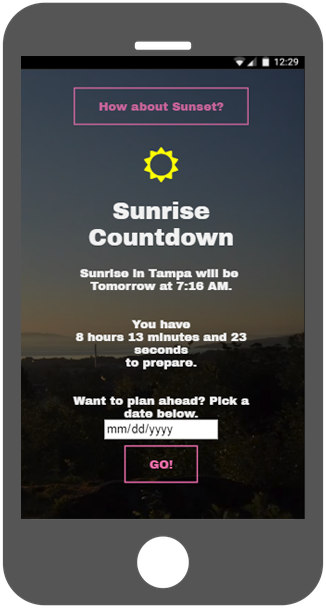 12:29
How about Sunset?
Sunrise
Countdown
Sunrise in Tampa will be
Tomorrow at 7:16 AM.
You have
8 hours 13 minutes and 23
seconds
to prepare.
Want to plan ahead? Pick a
date below.
mm/dd/yyyy
GO!